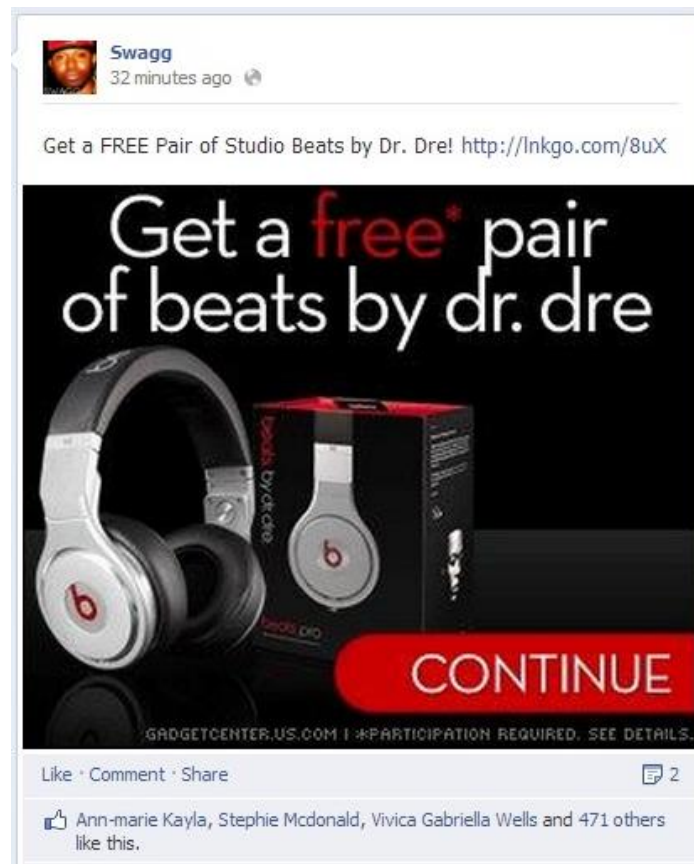 Swagg
32 minutes ago
Get a FREE Pair of Studio Beats by Dr. Dre! http://lnkgo.com/8uX
Get a free* pair
of beats by dr. dre
beats by dr. dre
b
b
beats pro
CONTINUE
GADGETCENTER.US.COM | *PARTICIPATION REQUIRED. SEE DETAILS.
Like · Comment · Share
2
Ann-marie Kayla, Stephie Mcdonald, Vivica Gabriella Wells and 471 others
like this.